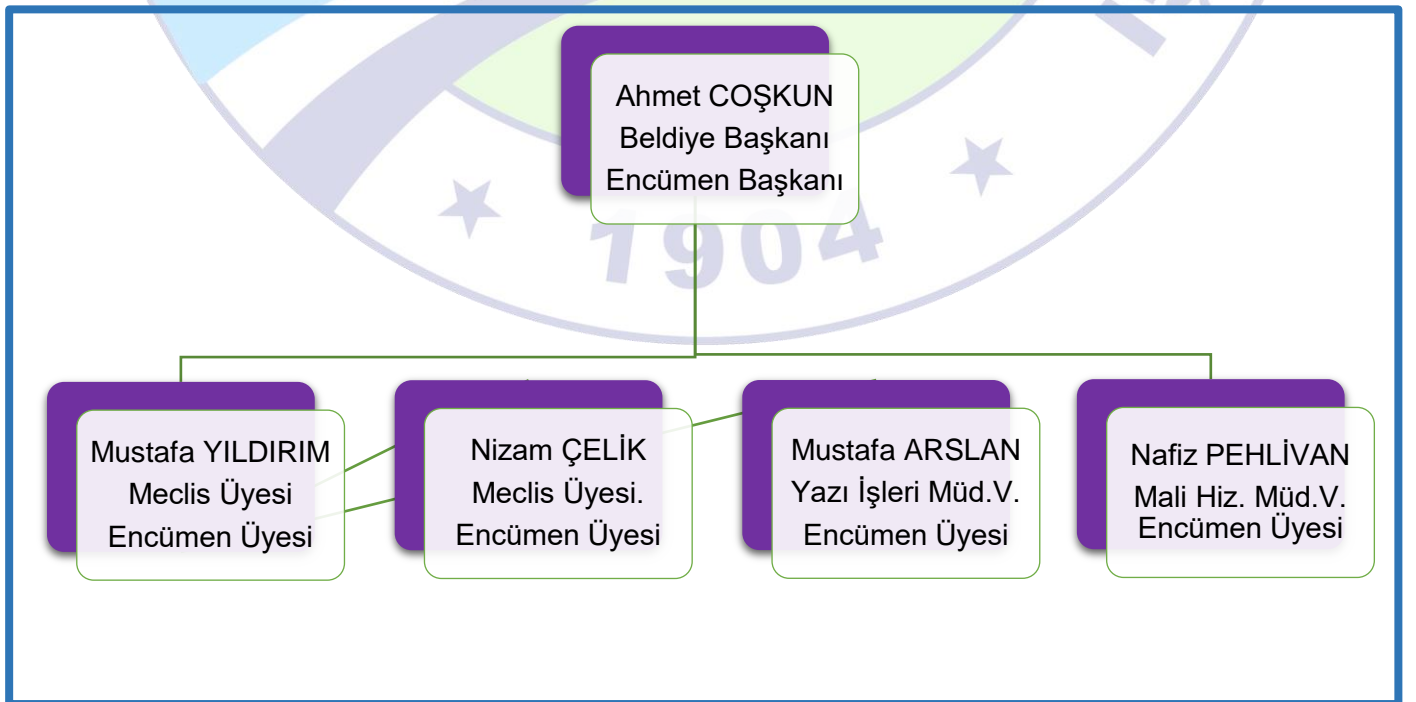 Ahmet COŞKUN
Beldiye Başkanı
Encümen Başkanı
1904
Mustafa YILDIRIM
Meclis Üyesi
Encümen Üyesi
Nizam ÇELİK
Meclis Üyesi.
Encümen Üyesi
Mustafa ARSLAN
Yazı İşleri Müd.V.
Encümen Üyesi
Nafiz PEHLİVAN
Mali Hiz. Müd.V.
Encümen Üyesi